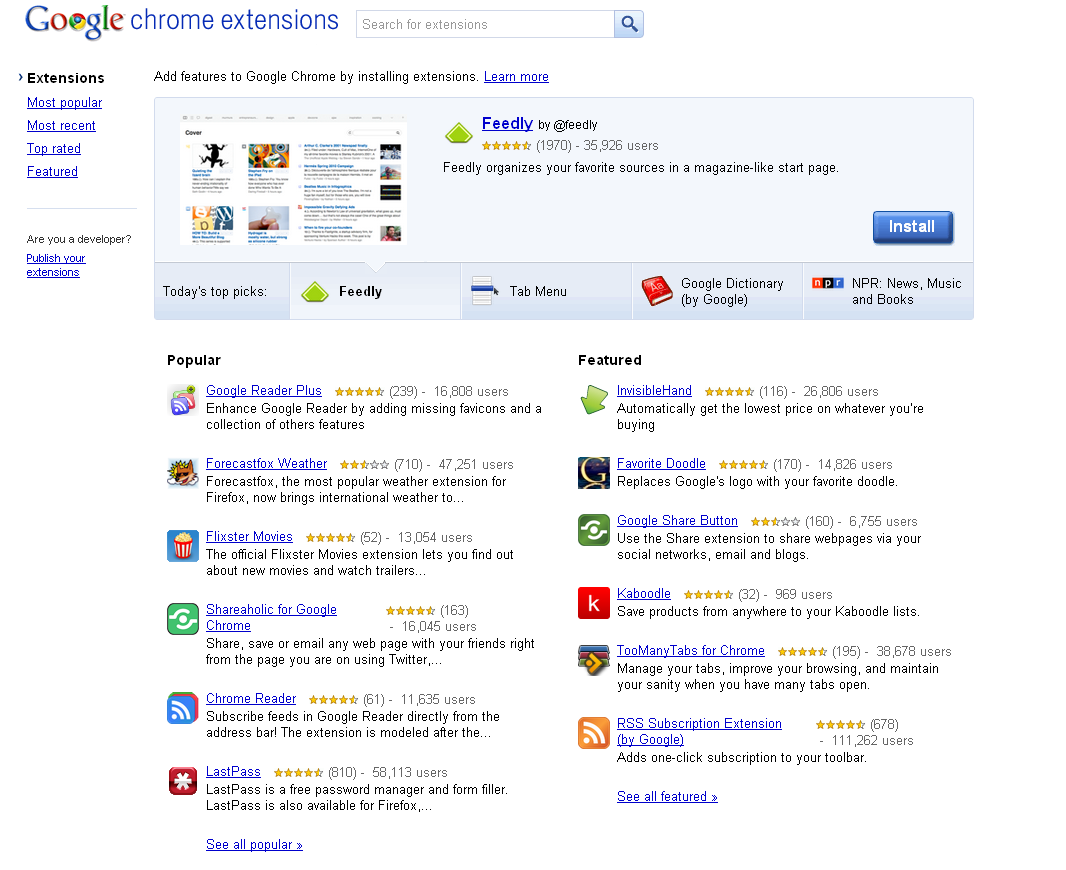 Google chrome extensions
Search for extensions
› Extensions
Most popular
Most recent
Top rated
Featured
Are you a developer?
Publish your
extensions
Add features to Google Chrome by installing extensions. Learn more
Cover
Feedly by @feedly
(1970) - 35,926 users
Feedly organizes your favorite sources in a magazine-like start page.
Install
Today's top picks:
Feedly
Tab Menu
Google Dictionary
(by Google)
npr
NPR: News, Music
and Books
Popular
Google Reader Plus (239) - 16,808 users
Enhance Google Reader by adding missing favicons and a
collection of others features
Forecastfox Weather (710) - 47,251 users
Forecastfox, the most popular weather extension for
Firefox, now brings international weather to...
Flixster Movies (52) - 13,054 users
The official Flixster Movies extension lets you find out
about new movies and watch trailers...
Shareaholic for Google
Chrome
(163)
- 16,045 users
Share, save or email any web page with your friends right
from the page you are on using Twitter,...
Chrome Reader (61) - 11,635 users
Subscribe feeds in Google Reader directly from the
address bar! The extension is modeled after the...
LastPass (810) - 58,113 users
LastPass is a free password manager and form filler.
LastPass is also available for Firefox,...
See all popular »
Featured
InvisibleHand (116) - 26,806 users
Automatically get the lowest price on whatever you're
buying
G
Favorite Doodle (170) - 14,826 users
Replaces Google's logo with your favorite doodle.
Google Share Button (160) - 6,755 users
Use the Share extension to share webpages via your
social networks, email and blogs.
k
Kaboodle (32) - 969 users
Save products from anywhere to your Kaboodle lists.
TooManyTabs for Chrome (195) - 38,678 users
Manage your tabs, improve your browsing, and maintain
your sanity when you have many tabs open.
RSS Subscription Extension
(by Google)
(678)
- 111,262 users
Adds one-click subscription to your toolbar.
See all featured »